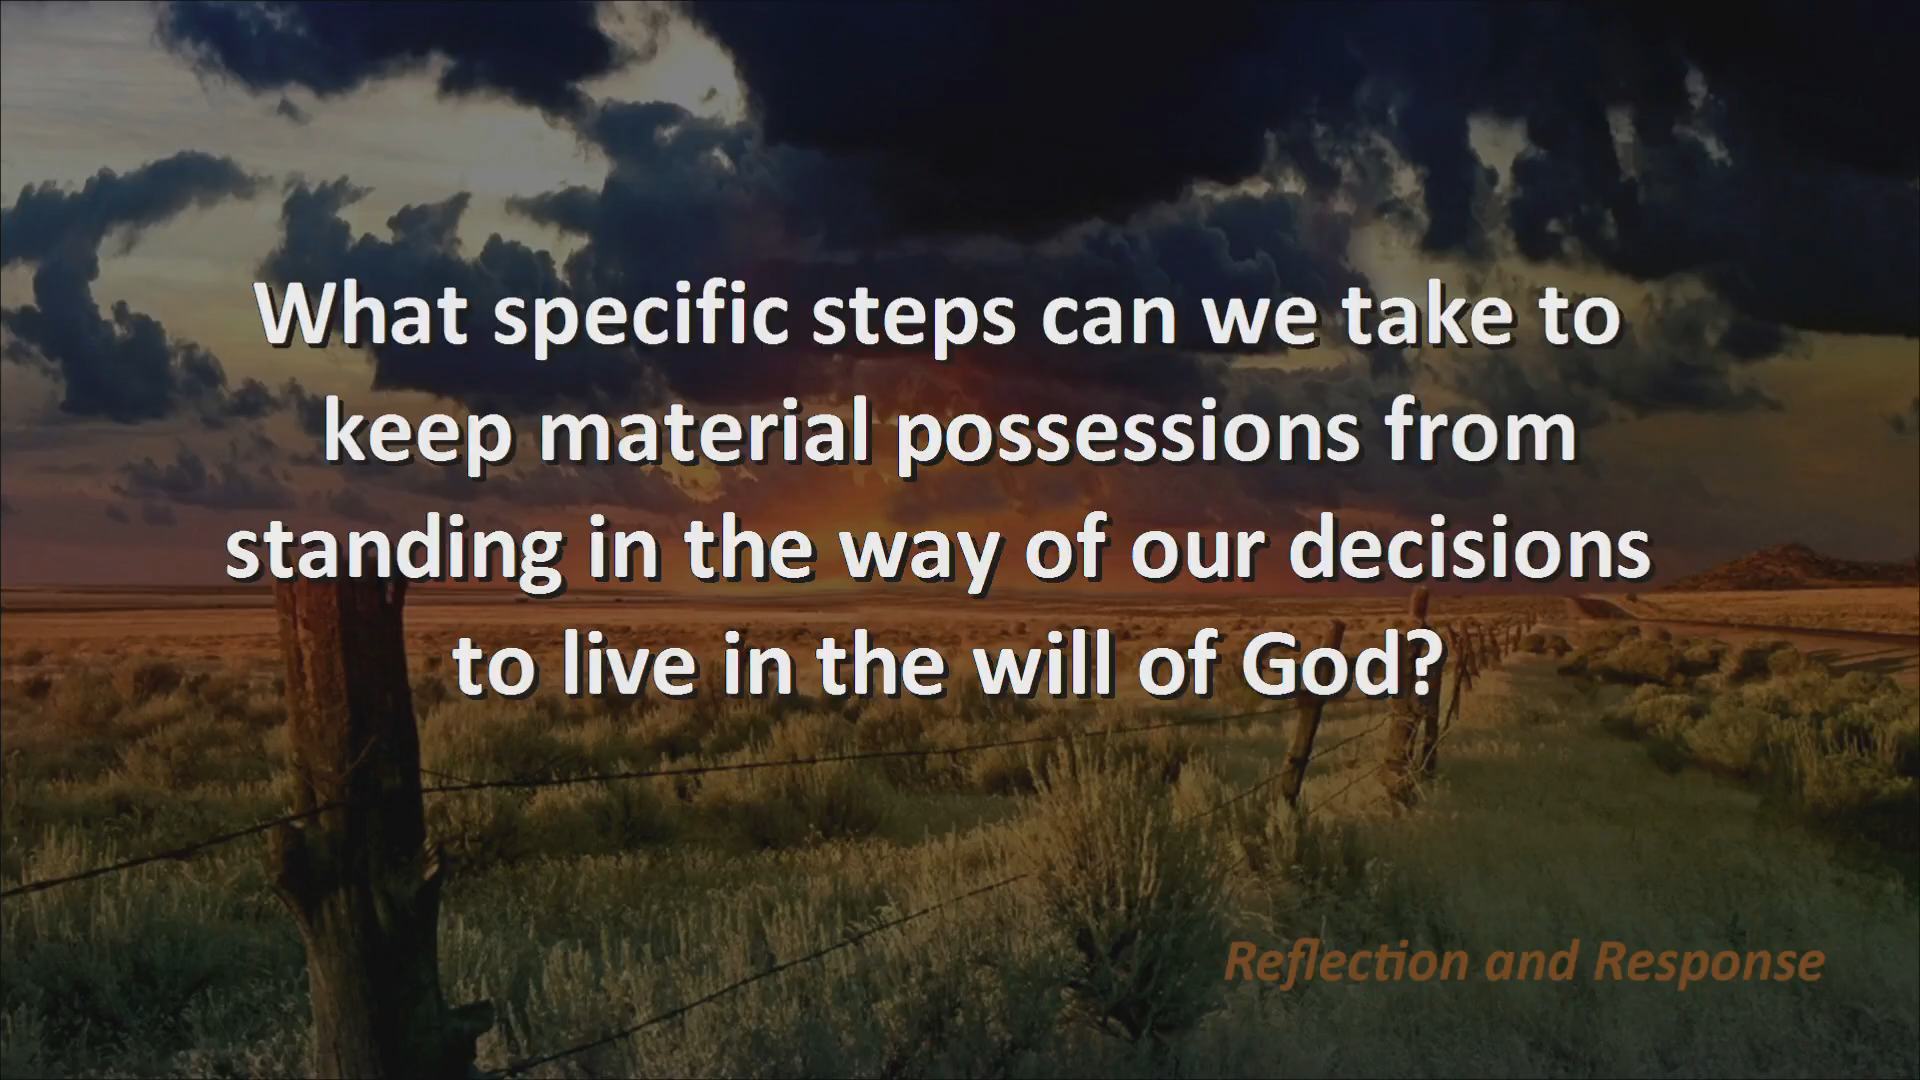 What specific steps can we take to
keep material possessions from
standing in the way of our decisions
to live in the will of God?
Reflection and Response